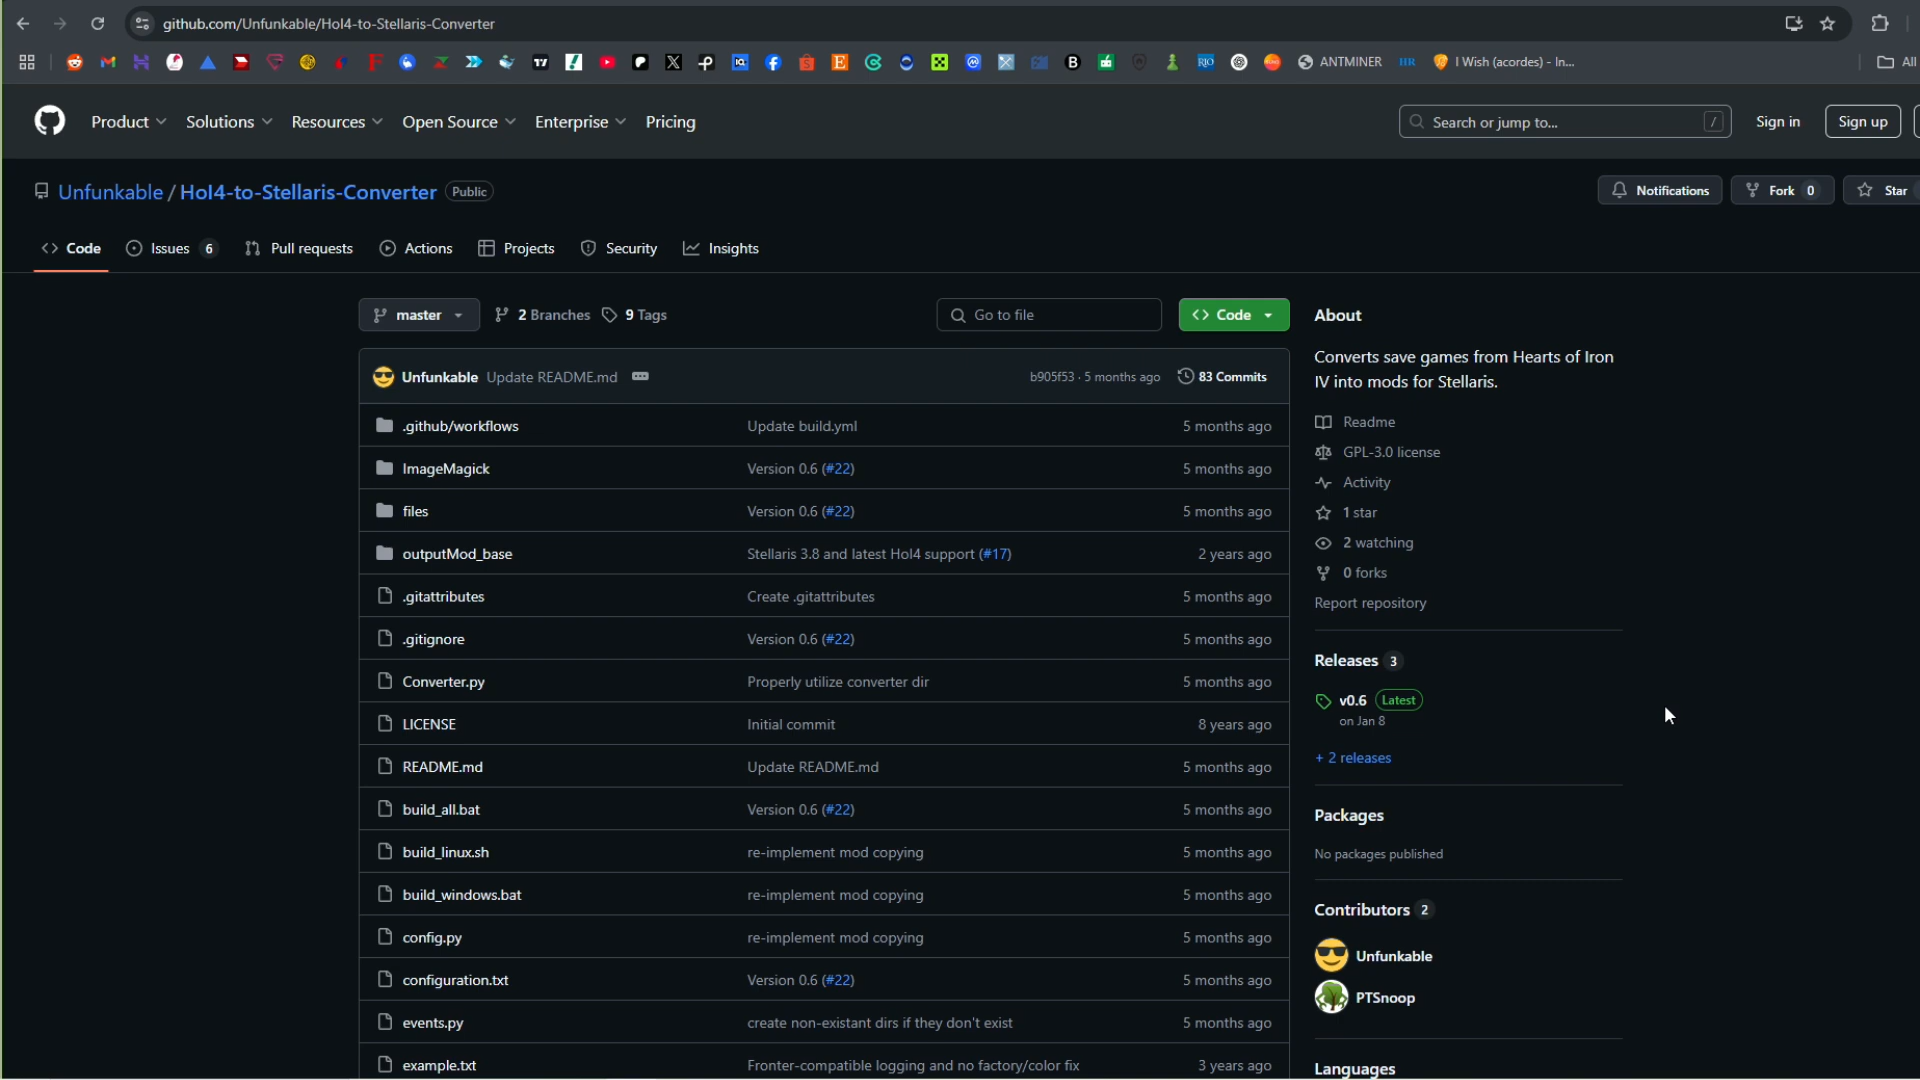 github.com/Unfunkable/HoI4-to-Stellaris-Converter
ANTMINER
HR
I Wish (acordes) - In...
All
Product
Solutions
Resources
Open Source
Enterprise
Pricing
Search or jump to...
/
Sign in
Sign up
Unfunkable / HoI4-to-Stellaris-Converter
Public
Notifications
Fork 0
Star
Code
Issues 6
Pull requests
Actions
Projects
Security
Insights
master
2 Branches
9 Tags
Go to file
Code
Unfunkable Update README.md
b905f53 · 5 months ago
83 Commits
.github/workflows Update build.yml 5 months ago
ImageMagick Version 0.6 (#22) 5 months ago
files Version 0.6 (#22) 5 months ago
outputMod_base Stellaris 3.8 and latest HoI4 support (#17) 2 years ago
.gitattributes Create .gitattributes 5 months ago
.gitignore Version 0.6 (#22) 5 months ago
Converter.py Properly utilize converter dir 5 months ago
LICENSE Initial commit 8 years ago
README.md Update README.md 5 months ago
build_all.bat Version 0.6 (#22) 5 months ago
build_linux.sh re-implement mod copying 5 months ago
build_windows.bat re-implement mod copying 5 months ago
config.py re-implement mod copying 5 months ago
configuration.txt Version 0.6 (#22) 5 months ago
events.py create non-existant dirs if they don't exist 5 months ago
example.txt Fronter-compatible logging and no factory/color fix 3 years ago
About
Converts save games from Hearts of Iron
IV into mods for Stellaris.
Readme
GPL-3.0 license
Activity
1 star
2 watching
0 forks
Report repository
Releases 3
v0.6 Latest
on Jan 8
+ 2 releases
Packages
No packages published
Contributors 2
Unfunkable
PTSnoop
Languages